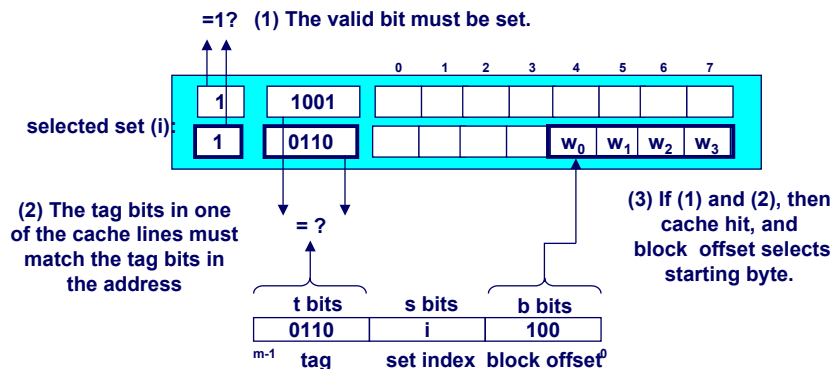 =1? (1) The valid bit must be set.
0 1 2 3 4 5 6 7
1 1001
selected set (i):
1 0110 w0 w1 w2 w3
(2) The tag bits in one
of the cache lines must
match the tag bits in
the address
= ?
(3) If (1) and (2), then
cache hit, and
block offset selects
starting byte.
t bits s bits b bits
0110 i 100
m-1 tag set index block offset 0